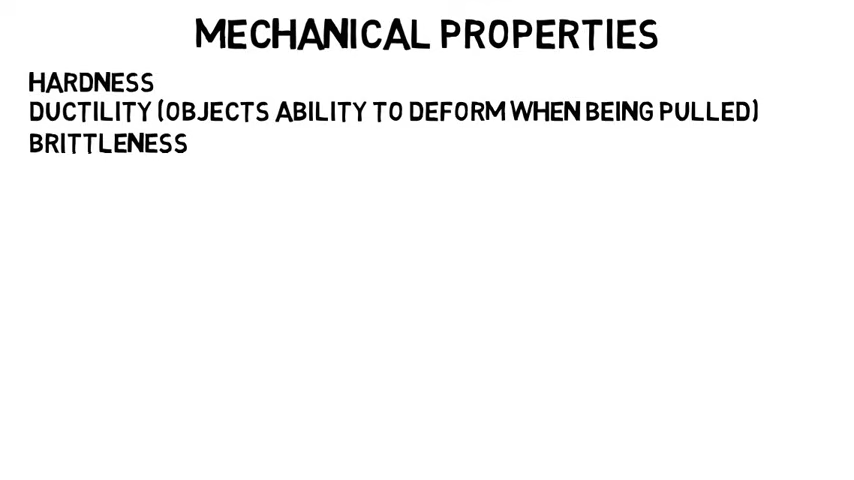 MECHANICAL PROPERTIES
HARDNESS
DUCTILITY (OBJECTS ABILITY TO DEFORM WHEN BEING PULLED)
BRITTLENESS